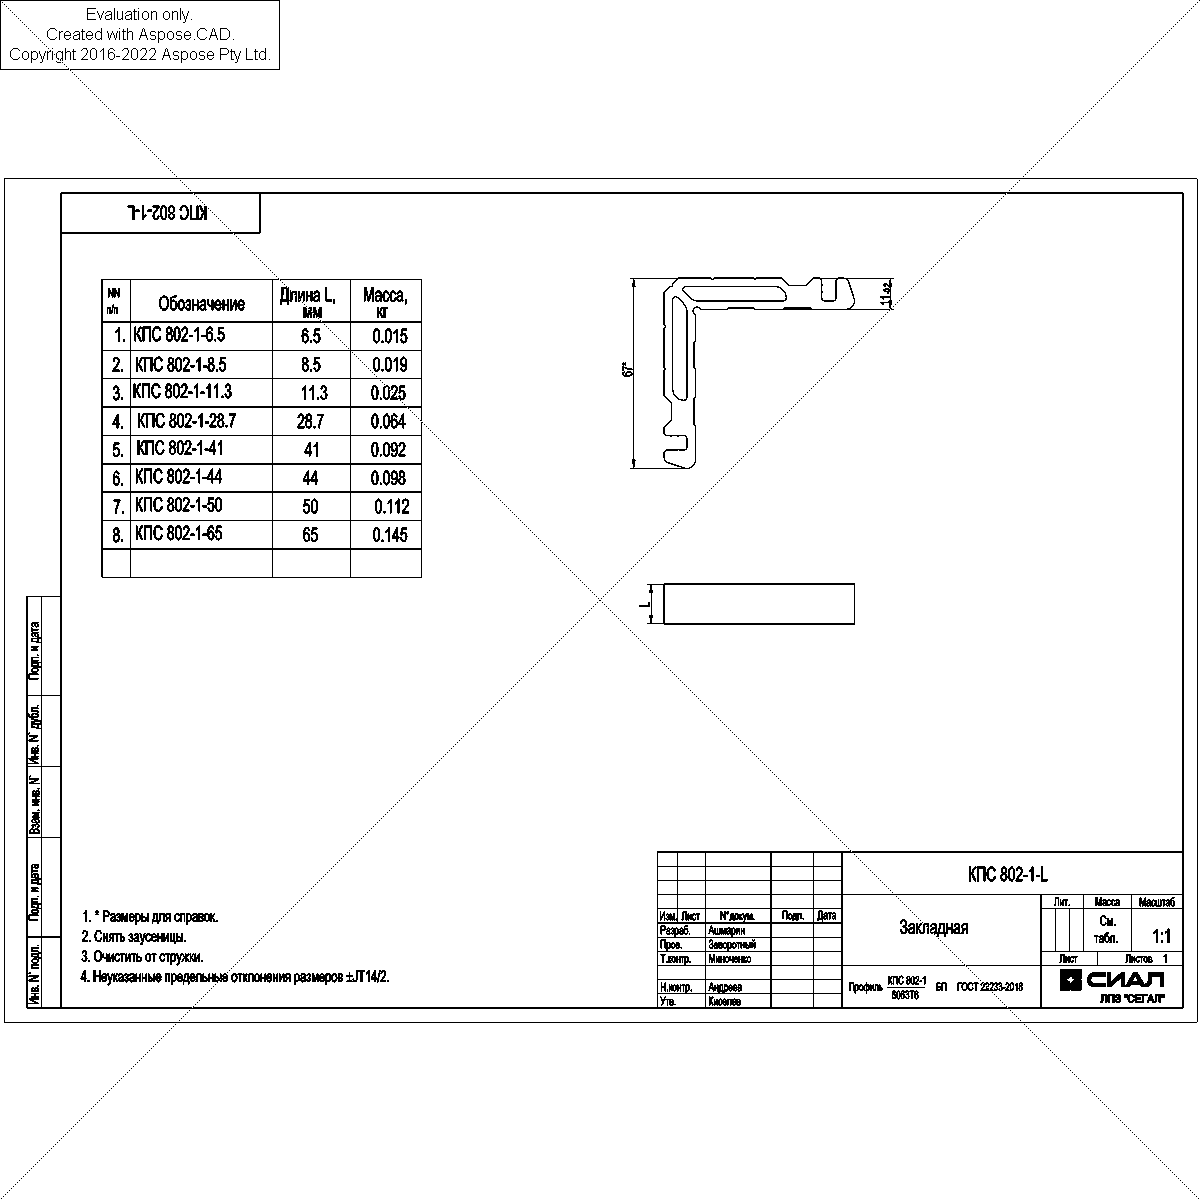 Evaluation only.
Created with Aspose.CAD.
Copyright 2016-2022 Aspose Pty Ltd.
КПС 802-1-L
NN п/п Обозначение Длина L, мм Масса, кг
1. КПС 802-1-6.5 6.5 0.015
2. КПС 802-1-8.5 8.5 0.019
3. КПС 802-1-11.3 11.3 0.025
4. КПС 802-1-28.7 28.7 0.064
5. КПС 802-1-41 41 0.092
6. КПС 802-1-44 44 0.098
7. КПС 802-1-50 50 0.112
8. КПС 802-1-65 65 0.145
67*
L
Подп. и дата
Инв. N° дубл.
Взам. инв. N°
Подп. и дата
Инв. N° подл.
1. * Размеры для справок.
2. Снять заусеницы.
3. Очистить от стружки.
4. Неуказанные предельные отклонения размеров ±JT14/2.
КПС 802-1-L
Изм. Лист N°докум. Подп. Дата
Разраб. Ашмарин
Пров. Заворотный
Т.контр. Миноченко
Н.контр. Андреева
Утв. Киселев
Закладная
Лит. Масса Масштаб
См. табл. 1:1
Лист Листов 1
Профиль КПС 802-1 6063Т6 БП ГОСТ 22233-2018
СИАЛ
ЛПЗ "СЕГАЛ"